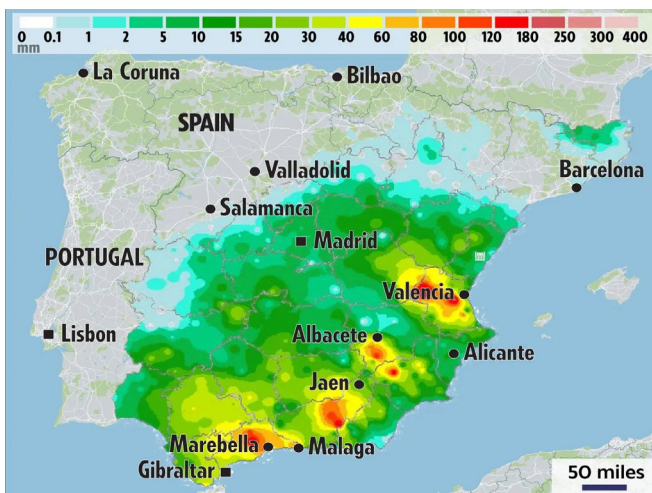 0 0.1 1 2 5 10 15 20 30 40 60 80 100 120 180 250 300 400
mm
La Coruna
Bilbao
SPAIN
Valladolid
Barcelona
Salamanca
Madrid
PORTUGAL
Valencia
Lisbon
Albacete
Alicante
Jaen
Marebella
Malaga
Gibraltar
50 miles